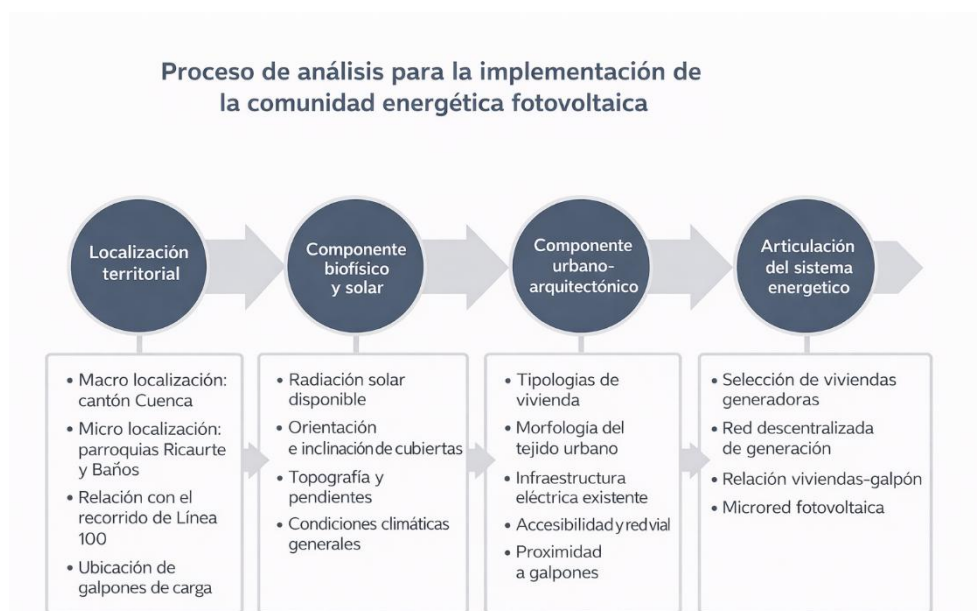 Proceso de análisis para la implementación de
la comunidad energética fotovoltaica
Localización
territorial
Componente
biofísico
y solar
Componente
urbano-
arquitectónico
Articulación
del sistema
energetico
• Macro localización:
cantón Cuenca
• Micro localización:
parroquias Ricaurte
y Baños
• Relación con el
recorrido de Línea
100
• Ubicación de
galpones de carga
• Radiación solar
disponible
• Orientación
e inclinación de cubiertas
• Topografía y
pendientes
• Condiciones climáticas
generales
• Tipologias de
vivienda
• Morfología del
tejido urbano
• Infraestructura
eléctrica existente
• Accesibilidad y red vial
• Proximidad
a galpones
• Selección de viviendas
generadoras
• Red descentralizada
de generación
• Relación viviendas-galpón
• Microred fotovoltaica